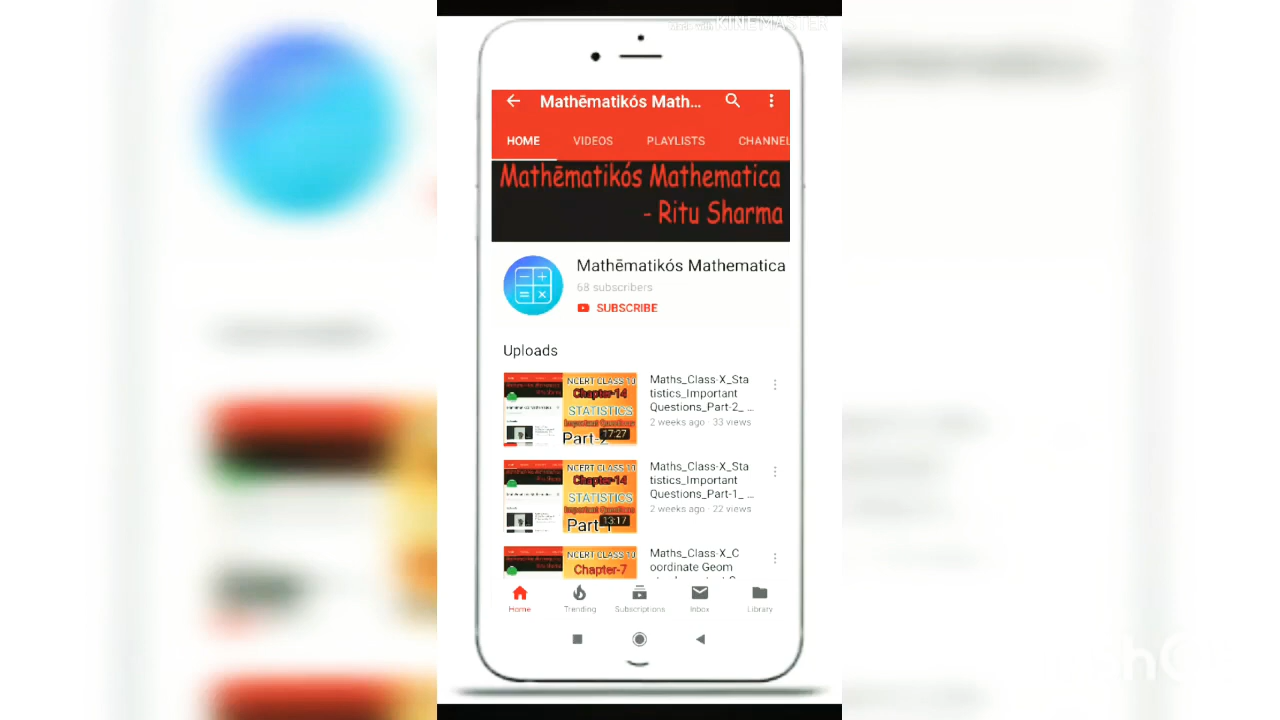 Made with KINEMASTER
Mathēmatikós Math...
HOME VIDEOS PLAYLISTS CHANNEL
Mathēmatikós Mathematica
- Ritu Sharma
Mathēmatikós Mathematica
68 subscribers
SUBSCRIBE
Uploads
NCERT CLASS 10
Chapter-14
STATISTICS
Important Questions
Part-2
17:27
Maths_Class-X_Sta
tistics_Important
Questions_Part-2_ ...
2 weeks ago · 33 views
NCERT CLASS 10
Chapter-14
STATISTICS
Important Questions
Part-1
13:17
Maths_Class-X_Sta
tistics_Important
Questions_Part-1_ ...
2 weeks ago · 22 views
NCERT CLASS 10
Chapter-7
Maths_Class-X_C
oordinate Geom
Home Trending Subscriptions Inbox Library